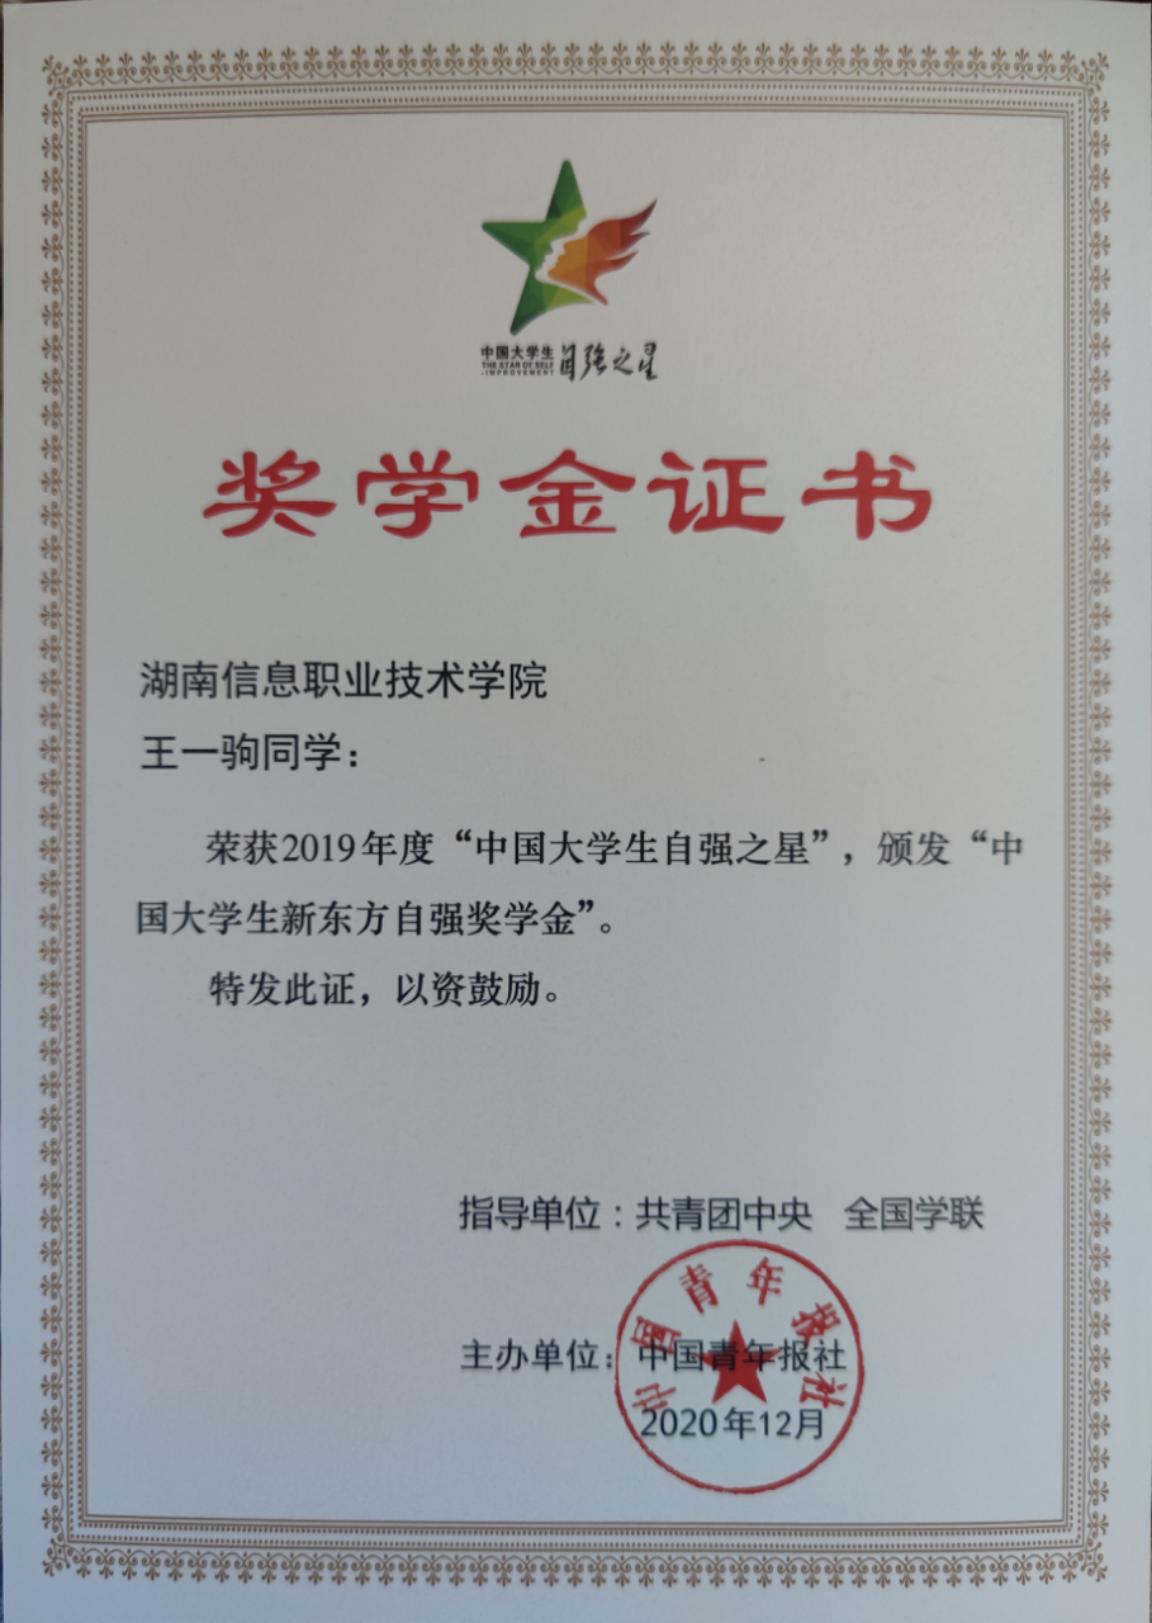 中国大学生 自强之星
THE STAR OF SELF
-IMPROVEMENT
奖学金证书
湖南信息职业技术学院
王一驹同学：
荣获2019年度“中国大学生自强之星”，颁发“中
国大学生新东方自强奖学金”。
特发此证，以资鼓励。
指导单位：共青团中央 全国学联
主办单位：中国青年报社
2020年12月
中国青年报社